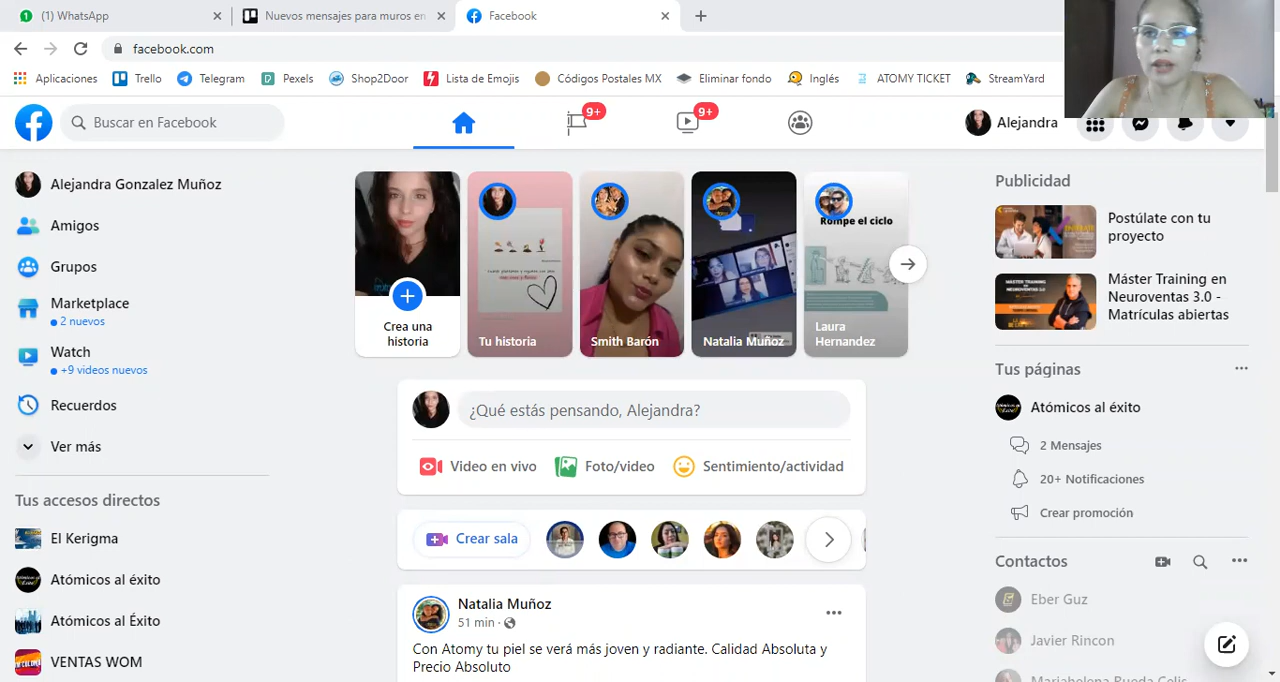 (1) WhatsApp
Nuevos mensajes para muros en
Facebook
facebook.com
Aplicaciones
Trello
Telegram
Pexels
Shop2Door
Lista de Emojis
Códigos Postales MX
Eliminar fondo
Inglés
ATOMY TICKET
StreamYard
Buscar en Facebook
9+
9+
Alejandra
Alejandra Gonzalez Muñoz
Amigos
Grupos
Marketplace
2 nuevos
Watch
+9 videos nuevos
Recuerdos
Ver más
Tus accesos directos
El Kerigma
Atómicos al éxito
Atómicos al Éxito
VENTAS WOM
Crea una
historia
Tu historia
Smith Barón
Natalia Muñoz
Rompe el ciclo
Laura
Hernandez
¿Qué estás pensando, Alejandra?
Video en vivo
Foto/video
Sentimiento/actividad
Crear sala
Natalia Muñoz
51 min ·
Con Atomy tu piel se verá más joven y radiante. Calidad Absoluta y
Precio Absoluto
Publicidad
Postúlate con tu
proyecto
Máster Training en
Neuroventas 3.0 -
Matrículas abiertas
Tus páginas
Atómicos al éxito
2 Mensajes
20+ Notificaciones
Crear promoción
Contactos
Eber Guz
Javier Rincon
Mariahelena Rueda Celis